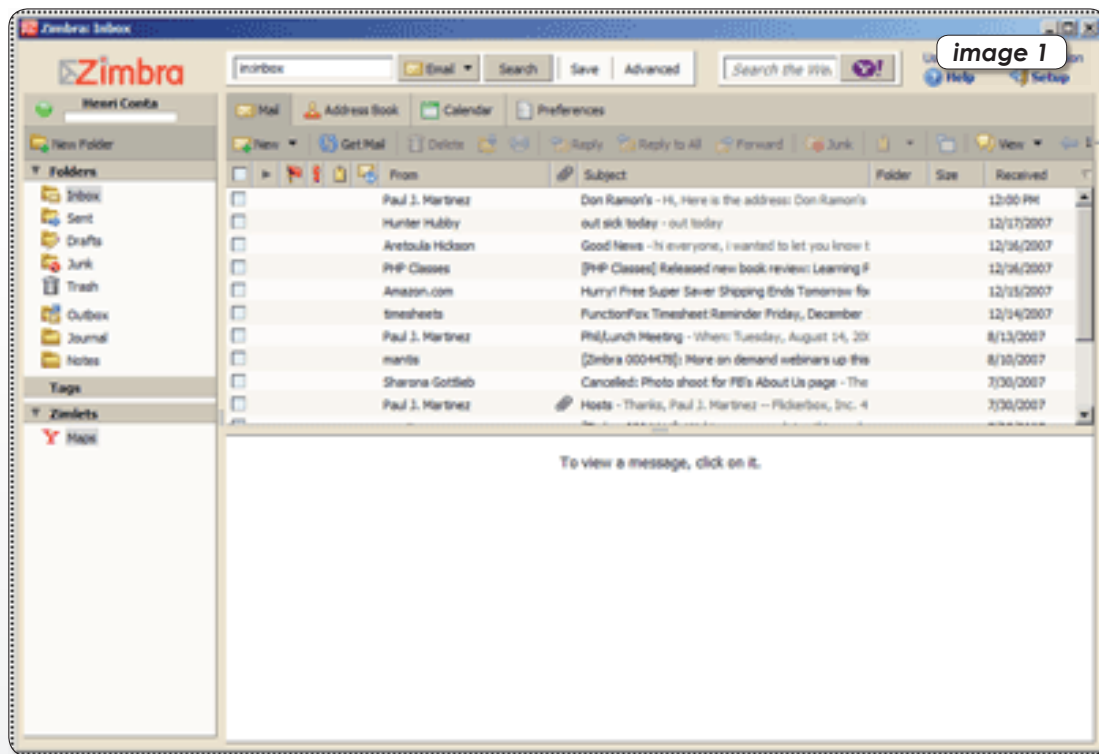 Zimbra: Inbox
image 1
Zimbra
in:inbox
Email
Search
Save
Advanced
Search the We
Y!
Help
Setup
Henri Conta
Mail
Address Book
Calendar
Preferences
New Folder
New
Get Mail
Delete
Reply
Reply to All
Forward
Junk
View
Folders
From
Subject
Folder
Size
Received
Inbox
Sent
Drafts
Junk
Trash
Outbox
Journal
Notes
Tags
Zimlets
Maps
Paul J. Martinez Don Ramon's - Hi, Here is the address: Don Ramon's 12:00 PM
Hunter Hubby out sick today - out today 12/17/2007
Aretoula Hickson Good News - hi everyone, i wanted to let you know t 12/16/2007
PHP Classes [PHP Classes] Released new book review: Learning P 12/16/2007
Amazon.com Hurry! Free Super Saver Shipping Ends Tomorrow fo 12/15/2007
timesheets FunctionFox Timesheet Reminder Friday, December 12/14/2007
Paul J. Martinez Phil/Lunch Meeting - When: Tuesday, August 14, 200 8/13/2007
mantis [Zimbra 0004478]: More on demand webinars up this 8/10/2007
Sharona Gottlieb Cancelled: Photo shoot for FB's About Us page - The 7/30/2007
Paul J. Martinez Hosts - Thanks, Paul J. Martinez -- Flickerbox, Inc. 4 7/30/2007
To view a message, click on it.